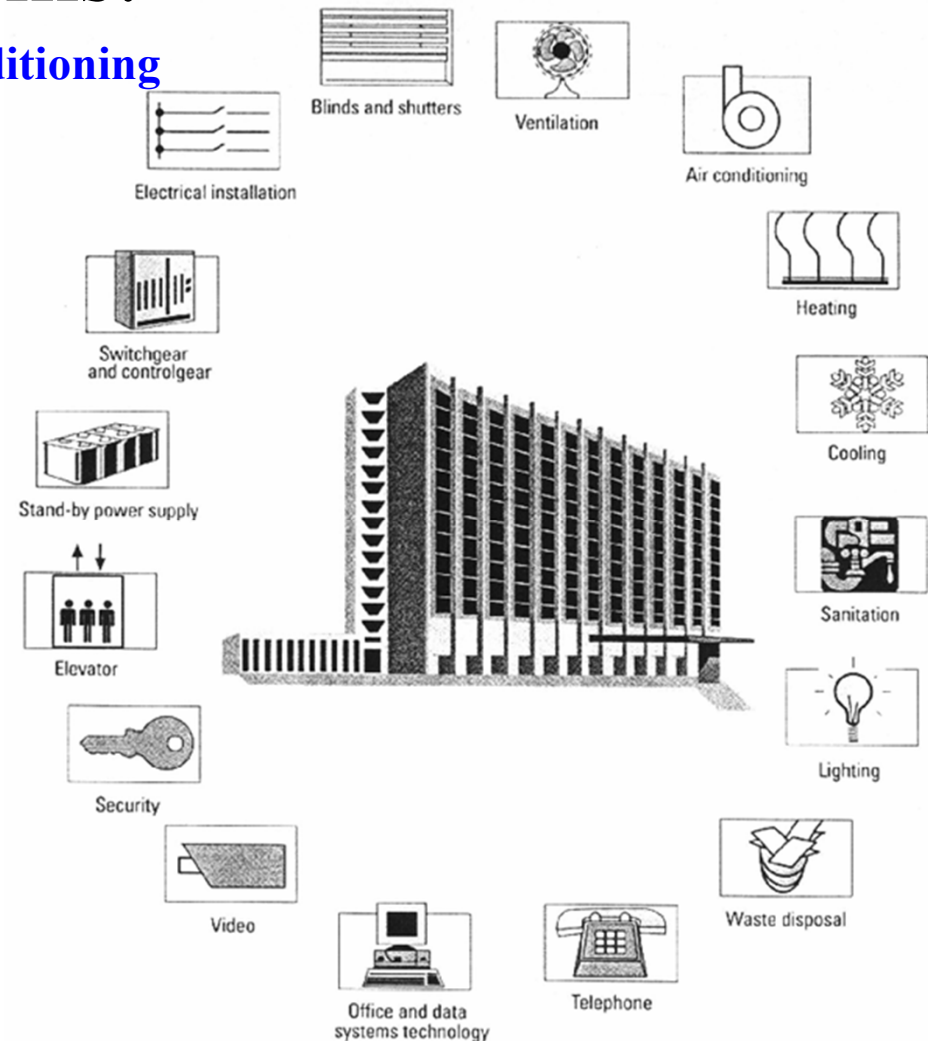 ditioning
Blinds and shutters
Ventilation
Air conditioning
Electrical installation
Heating
Switchgear
and controlgear
Cooling
Stand-by power supply
Sanitation
Elevator
Lighting
Security
Waste disposal
Video
Telephone
Office and data
systems technology